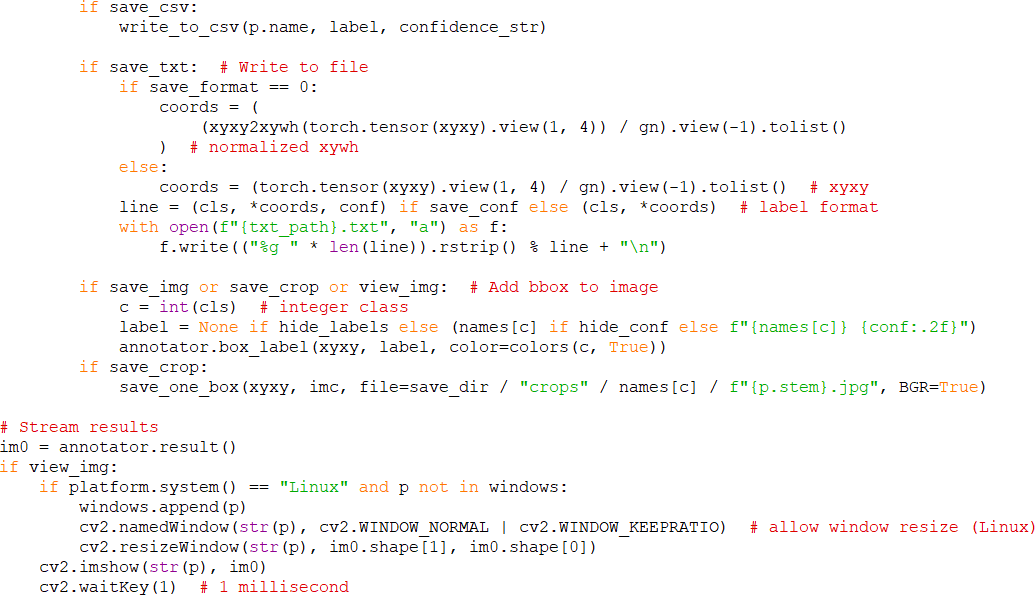 if save_csv:
            write_to_csv(p.name, label, confidence_str)

        if save_txt:  # Write to file
            if save_format == 0:
                coords = (
                    (xyxy2xywh(torch.tensor(xyxy).view(1, 4)) / gn).view(-1).tolist()
                )  # normalized xywh
            else:
                coords = (torch.tensor(xyxy).view(1, 4) / gn).view(-1).tolist()  # xyxy
            line = (cls, *coords, conf) if save_conf else (cls, *coords)  # label format
            with open(f"{txt_path}.txt", "a") as f:
                f.write(("%g " * len(line)).rstrip() % line + "\n")

        if save_img or save_crop or view_img:  # Add bbox to image
            c = int(cls)  # integer class
            label = None if hide_labels else (names[c] if hide_conf else f"{names[c]} {conf:.2f}")
            annotator.box_label(xyxy, label, color=colors(c, True))
        if save_crop:
            save_one_box(xyxy, imc, file=save_dir / "crops" / names[c] / f"{p.stem}.jpg", BGR=True)

# Stream results
im0 = annotator.result()
if view_img:
    if platform.system() == "Linux" and p not in windows:
        windows.append(p)
        cv2.namedWindow(str(p), cv2.WINDOW_NORMAL | cv2.WINDOW_KEEPRATIO)  # allow window resize (Linux)
        cv2.resizeWindow(str(p), im0.shape[1], im0.shape[0])
    cv2.imshow(str(p), im0)
    cv2.waitKey(1)  # 1 millisecond